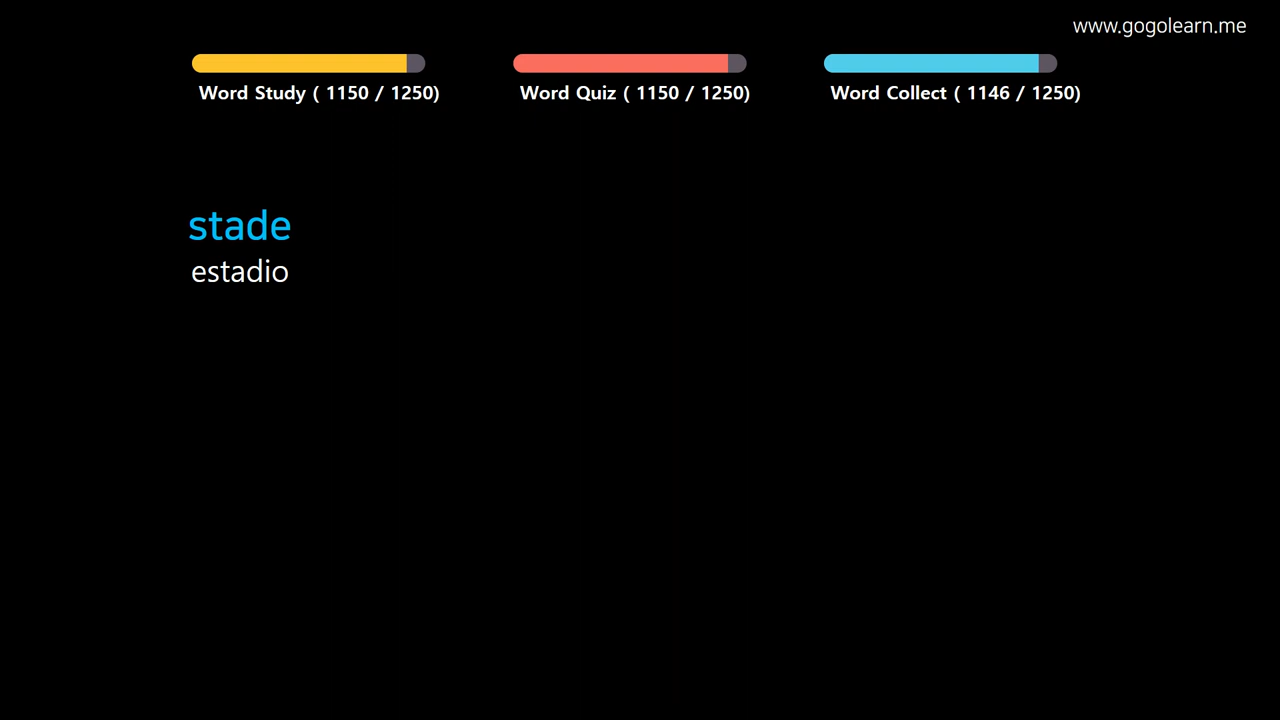 www.gogolearn.me
Word Study ( 1150 / 1250)
Word Quiz ( 1150 / 1250)
Word Collect ( 1146 / 1250)
stade
estadio